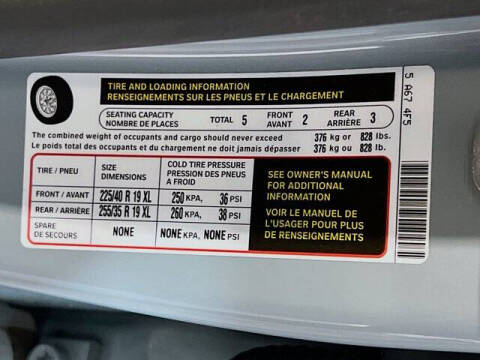 TIRE AND LOADING INFORMATION
RENSEIGNEMENTS SUR LES PNEUS ET LE CHARGEMENT
SEATING CAPACITY TOTAL 5 FRONT 2 REAR 3
NOMBRE DE PLACES AVANT ARRIÈRE
The combined weight of occupants and cargo should never exceed 376 kg or 828 lbs.
Le poids total des occupants et du chargement ne doit jamais dépasser 376 kg ou 828 lb.
TIRE / PNEU SIZE DIMENSIONS COLD TIRE PRESSURE
PRESSION DES PNEUS
A FROID
FRONT / AVANT 225/40 R 19 XL 250 KPA, 36 PSI
REAR / ARRIÈRE 255/35 R 19 XL 260 KPA, 38 PSI
SPARE
DE SECOURS NONE NONE KPA, NONE PSI
SEE OWNER'S MANUAL
FOR ADDITIONAL
INFORMATION
VOIR LE MANUEL DE
L'USAGER POUR PLUS
DE RENSEIGNEMENTS
5 A67 4F5